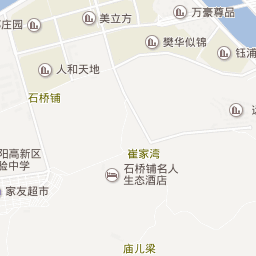 庄园
美立方
万豪尊品
樊华似锦
钰浦
人和天地
石桥铺
崔家湾
阳高新区
验中学
石桥铺名人
生态酒店
家友超市
庙儿梁